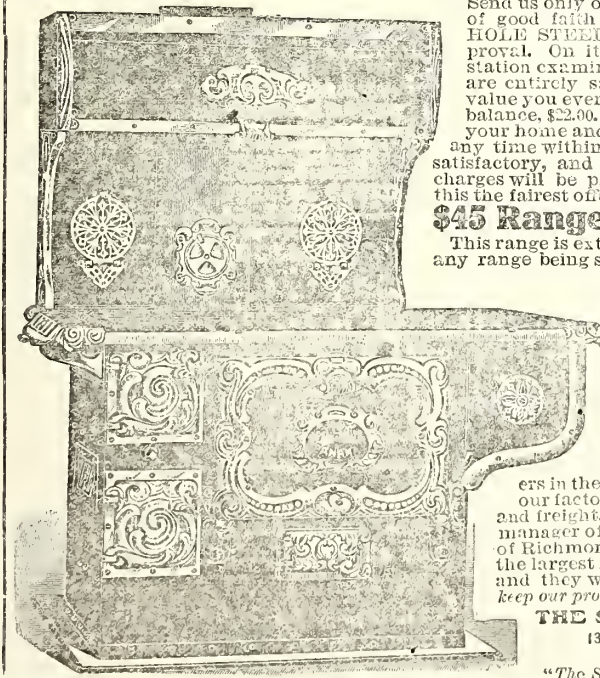 Send us only o
of good faith
HOLE STEEL
proval. On it
station examin
are entirely sa
value you ever
balance, $22.00.
your home and
any time within
satisfactory, and
charges will be p
this the fairest of
$45 Range
This range is ext
any range being s
ers in the
our facto
and freight
manager of
of Richmon
the largest
and they w
keep our pro
THE S
13
"The S